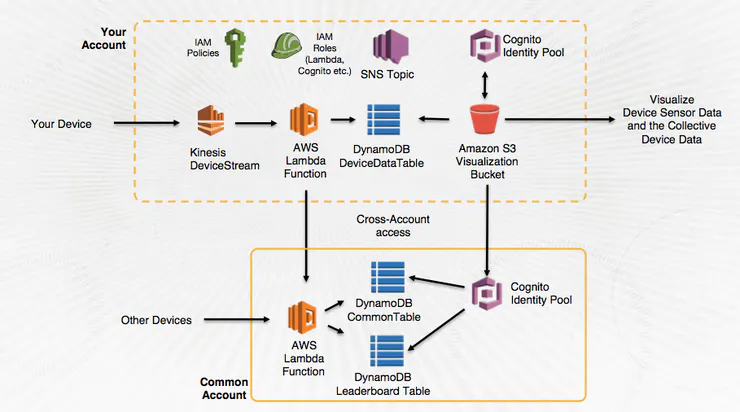 Your
Account
IAM
Policies
IAM
Roles
(Lambda,
Cognito etc.)
SNS Topic
Cognito
Identity Pool
Your Device
Kinesis
DeviceStream
AWS
Lambda
Function
DynamoDB
DeviceDataTable
Amazon S3
Visualization
Bucket
Visualize
Device Sensor Data
and the Collective
Device Data
Cross-Account
access
Other Devices
AWS
Lambda
Function
DynamoDB
CommonTable
DynamoDB
Leaderboard Table
Cognito
Identity Pool
Common
Account